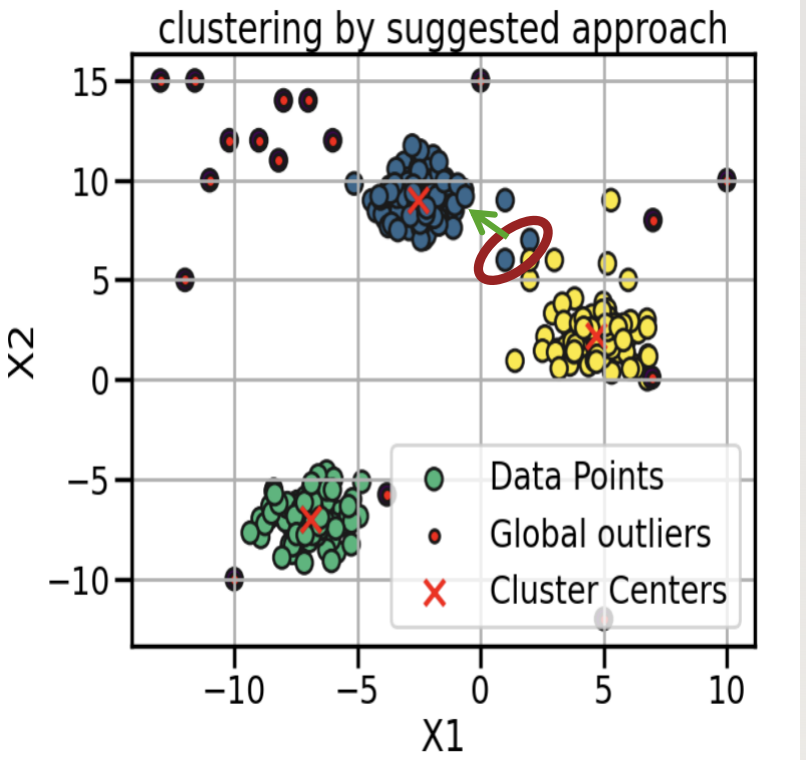 clustering by suggested approach
15
10
5
0
−5
−10
X2
Data Points
Global outliers
Cluster Centers
−10 −5 0 5 10
X1